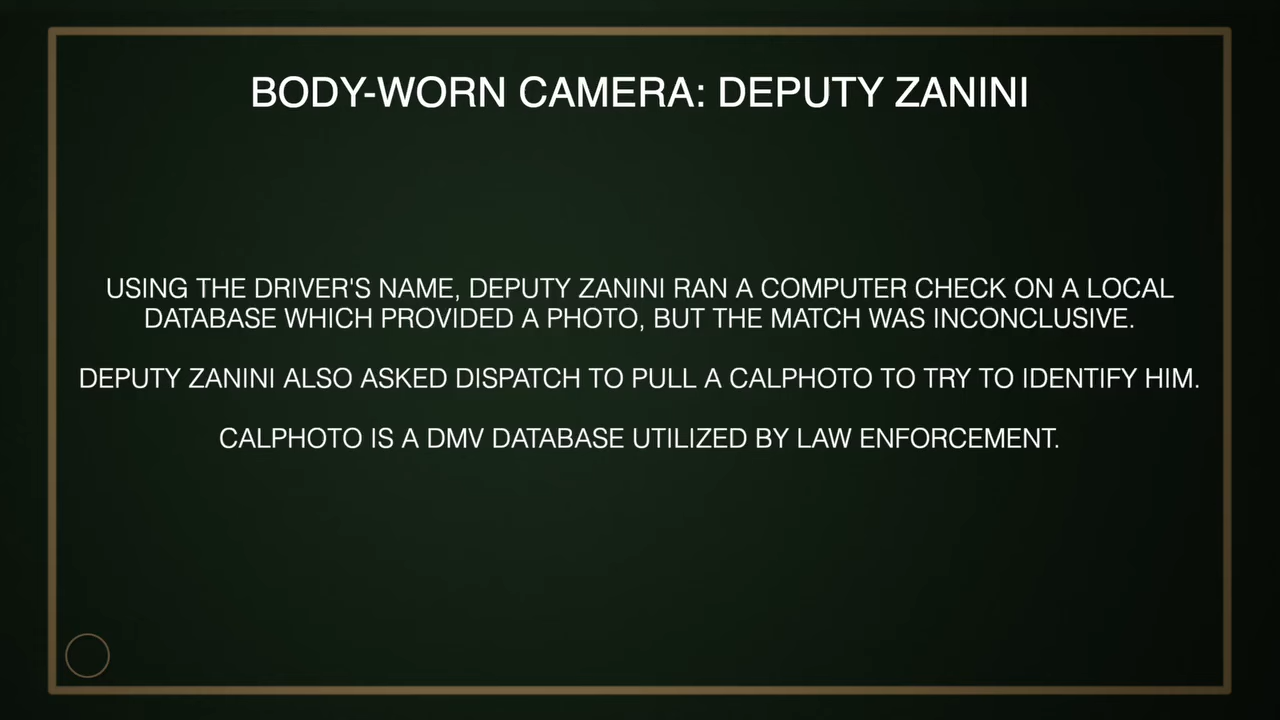 BODY-WORN CAMERA: DEPUTY ZANINI
USING THE DRIVER'S NAME, DEPUTY ZANINI RAN A COMPUTER CHECK ON A LOCAL
DATABASE WHICH PROVIDED A PHOTO, BUT THE MATCH WAS INCONCLUSIVE.
DEPUTY ZANINI ALSO ASKED DISPATCH TO PULL A CALPHOTO TO TRY TO IDENTIFY HIM.
CALPHOTO IS A DMV DATABASE UTILIZED BY LAW ENFORCEMENT.